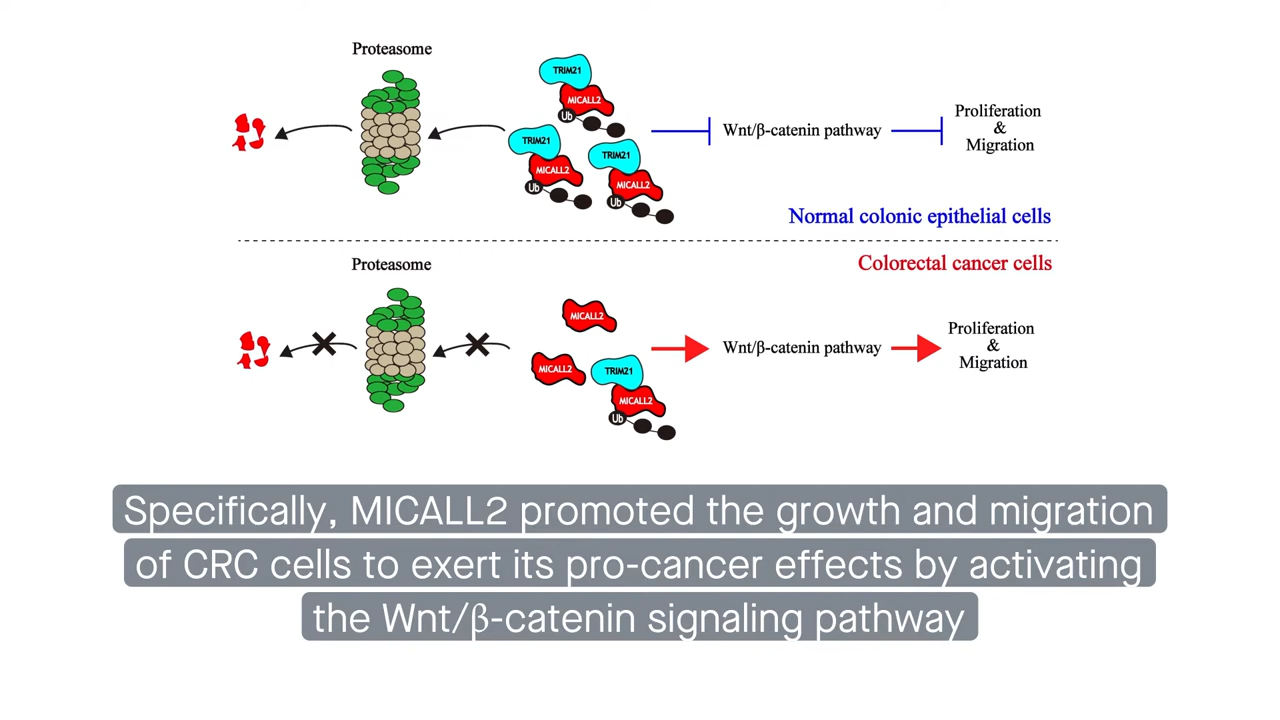 Proteasome
TRIM21
MICALL2
Ub
TRIM21
MICALL2
Ub
TRIM21
MICALL2
Ub
Wnt/β-catenin pathway
Proliferation
&
Migration
Normal colonic epithelial cells
Colorectal cancer cells
Proteasome
MICALL2
MICALL2
TRIM21
MICALL2
Ub
Wnt/β-catenin pathway
Proliferation
&
Migration
Specifically, MICALL2 promoted the growth and migration
of CRC cells to exert its pro-cancer effects by activating
the Wnt/β-catenin signaling pathway